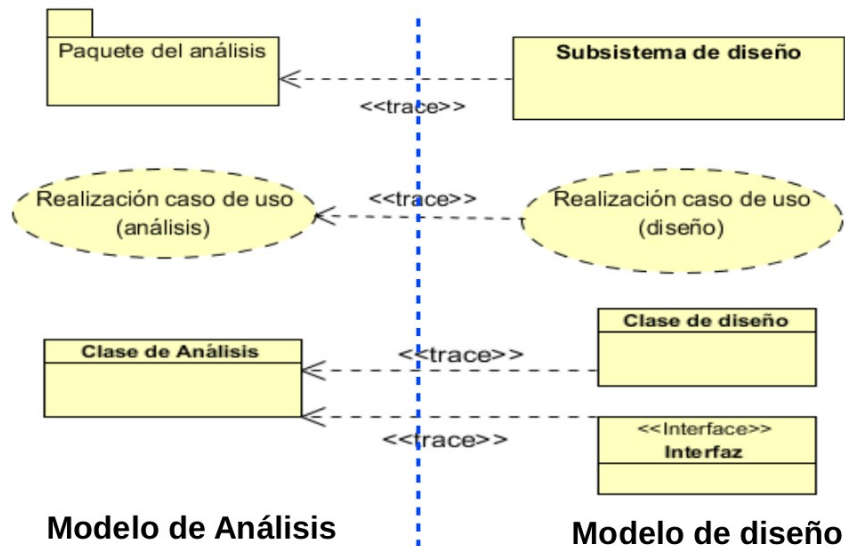 Paquete del análisis
Subsistema de diseño
<<trace>>
Realización caso de uso
(análisis)
<<trace>>
Realización caso de uso
(diseño)
Clase de Análisis
<<trace>>
Clase de diseño
<<trace>>
<<Interface>>
Interfaz
Modelo de Análisis
Modelo de diseño